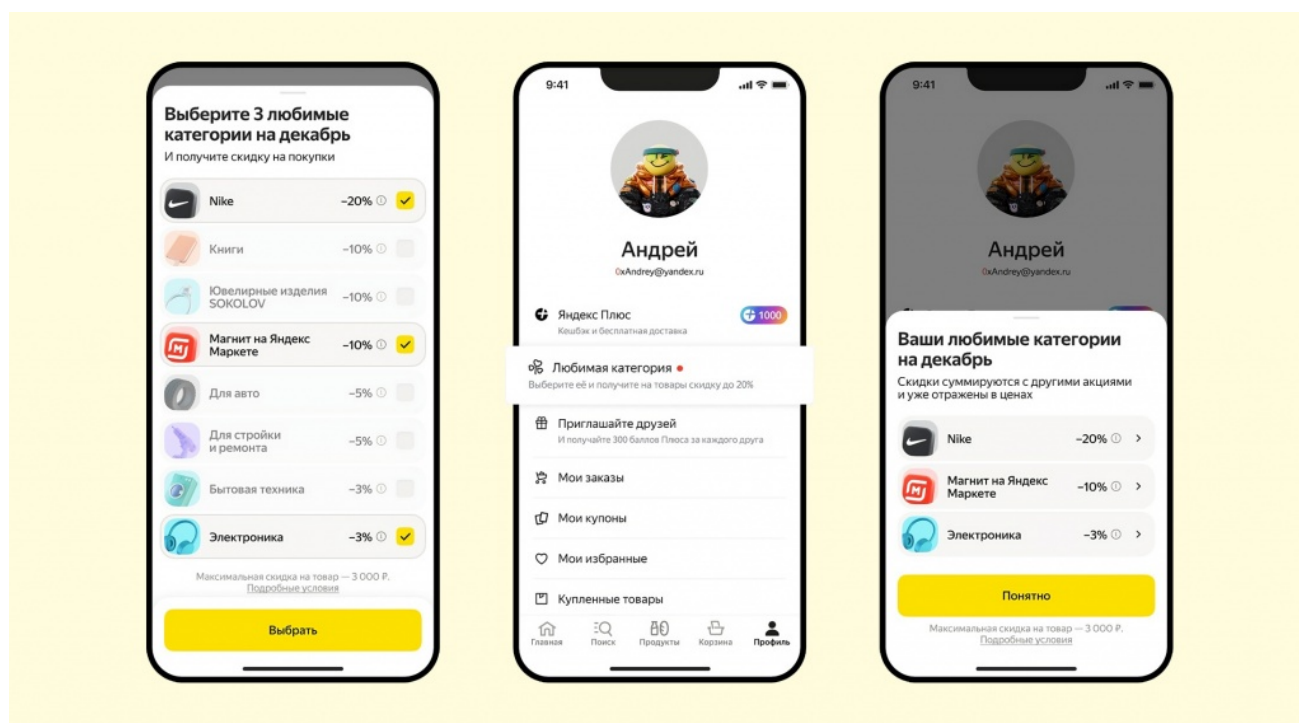 Выберите 3 любимые
категории на декабрь
И получите скидку на покупки
Nike -20%
Книги -10%
Ювелирные изделия
SOKOLOV -10%
Магнит на Яндекс
Маркете -10%
Для авто -5%
Для стройки
и ремонта -5%
Бытовая техника -3%
Электроника -3%
Максимальная скидка на товар — 3 000 ₽.
Подробные условия
Выбрать
9:41
Андрей
0xAndrey@yandex.ru
Яндекс Плюс 1000
Кешбэк и бесплатная доставка
Любимая категория
Выберите её и получите на товары скидку до 20%
Приглашайте друзей
И получайте 300 баллов Плюса за каждого друга
Мои заказы
Мои купоны
Мои избранные
Купленные товары
Главная Поиск Продукты Корзина Профиль
9:41
Андрей
0xAndrey@yandex.ru
Ваши любимые категории
на декабрь
Скидки суммируются с другими акциями
и уже отражены в ценах
Nike -20%
Магнит на Яндекс
Маркете -10%
Электроника -3%
Понятно
Максимальная скидка на товар — 3 000 ₽.
Подробные условия